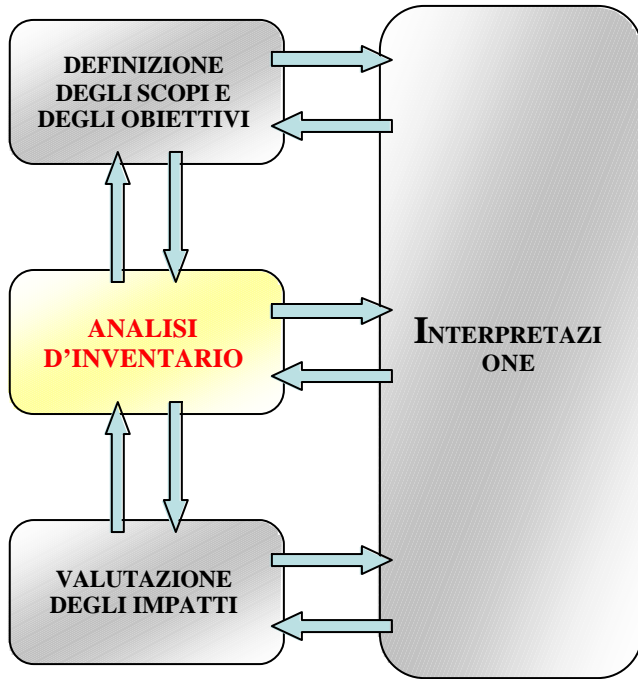 DEFINIZIONE
DEGLI SCOPI E
DEGLI OBIETTIVI
ANALISI
D’INVENTARIO
INTERPRETAZI
ONE
VALUTAZIONE
DEGLI IMPATTI